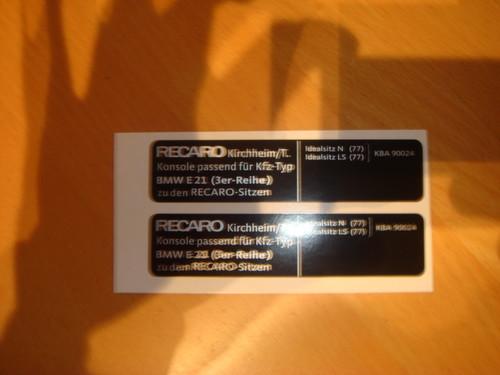 RECARO Kirchheim/T.
Konsole passend für Kfz-Typ
BMW E 21 (3er-Reihe)
zu den RECARO-Sitzen
Idealsitz N (77)
Idealsitz LS (77)
KBA 90024
RECARO Kirchheim/T.
Konsole passend für Kfz-Typ
BMW E 21 (3er-Reihe)
zu den RECARO-Sitzen
Idealsitz N (77)
Idealsitz LS (77)
KBA 90024